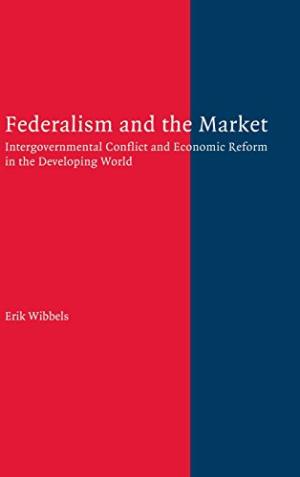 Federalism and the Market
Intergovernmental Conflict and Economic Reform
in the Developing World
Erik Wibbels